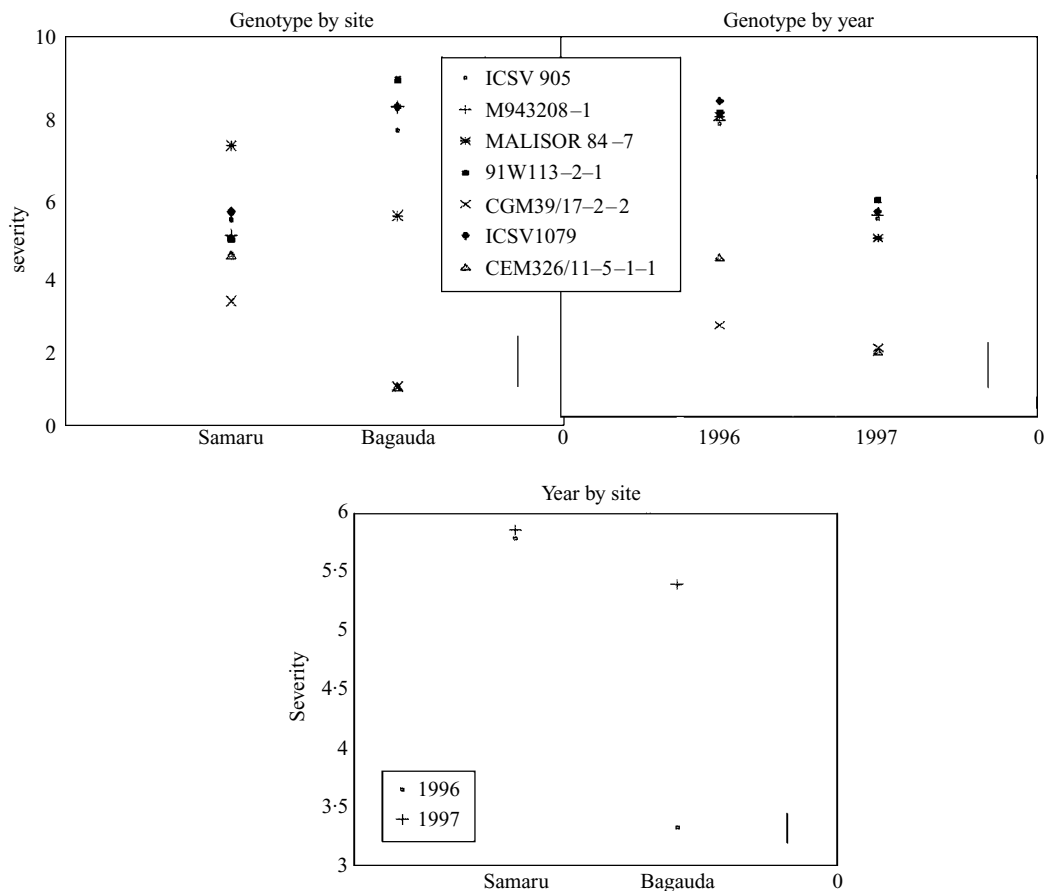 Genotype by site
Genotype by year
10
8
6
4
2
0
severity
ICSV 905
M943208–1
MALISOR 84–7
91W113–2–1
CGM39/17–2–2
ICSV1079
CEM326/11–5–1–1
Samaru
Bagauda
0
1996
1997
0
Year by site
6
5·5
5
4·5
4
3·5
3
Severity
1996
1997
Samaru
Bagauda
0